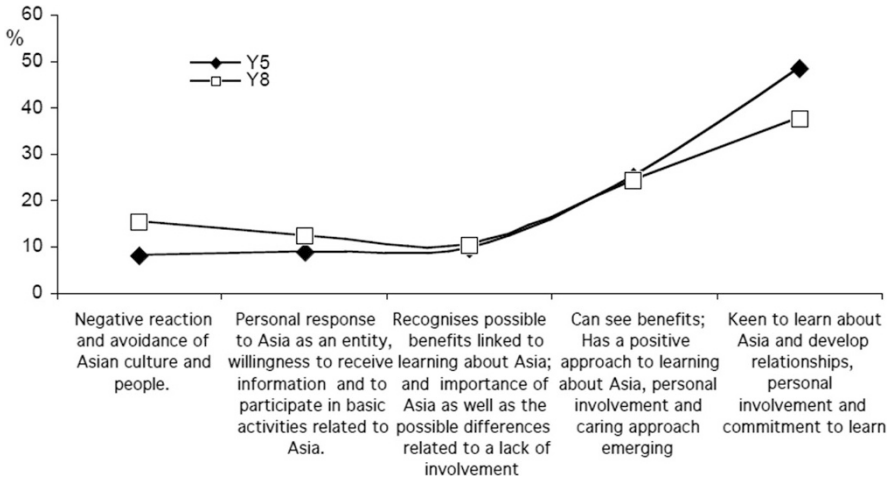 60
%
50
40
30
20
10
0
Y5
Y8
Negative reaction
and avoidance of
Asian culture and
people.
Personal response
to Asia as an entity,
willingness to receive
information and to
participate in basic
activities related to
Asia.
Recognises possible
benefits linked to
learning about Asia;
and importance of
Asia as well as the
possible differences
related to a lack of
involvement
Can see benefits;
Has a positive
approach to learning
about Asia, personal
involvement and
caring approach
emerging
Keen to learn about
Asia and develop
relationships,
personal
involvement and
commitment to learn